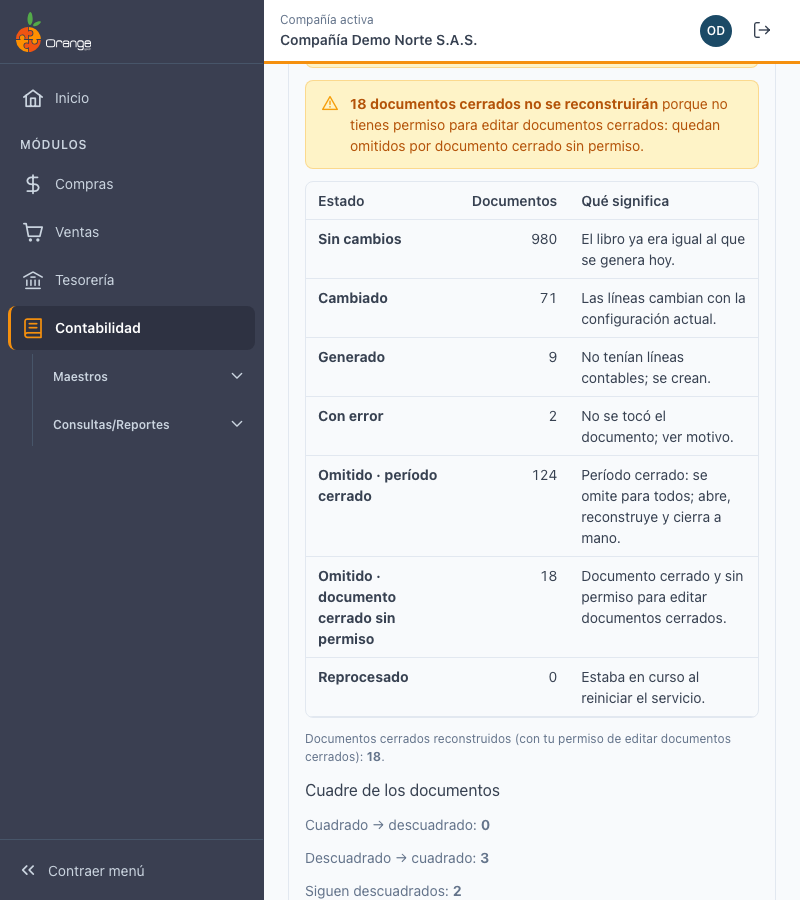 Orange
Inicio
MÓDULOS
Compras
Ventas
Tesorería
Contabilidad
Maestros
Consultas/Reportes
Contraer menú
Compañía activa
Compañía Demo Norte S.A.S.
OD
18 documentos cerrados no se reconstruirán porque no
tienes permiso para editar documentos cerrados: quedan
omitidos por documento cerrado sin permiso.
Estado Documentos Qué significa
Sin cambios 980 El libro ya era igual al que
se genera hoy.
Cambiado 71 Las líneas cambian con la
configuración actual.
Generado 9 No tenían líneas
contables; se crean.
Con error 2 No se tocó el
documento; ver motivo.
Omitido · período 124 Período cerrado: se
cerrado omite para todos; abre,
reconstruye y cierra a
mano.
Omitido · 18 Documento cerrado y sin
documento permiso para editar
cerrado sin documentos cerrados.
permiso
Reprocesado 0 Estaba en curso al
reiniciar el servicio.
Documentos cerrados reconstruidos (con tu permiso de editar documentos
cerrados): 18.
Cuadre de los documentos
Cuadrado → descuadrado: 0
Descuadrado → cuadrado: 3
Siguen descuadrados: 2